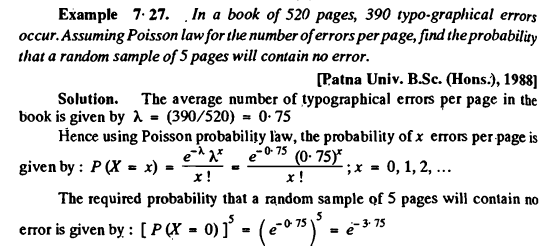 Example 7·27. In a book of 520 pages, 390 typo-graphical errors
occur. Assuming Poisson law for the number of errors per page, find the probability
that a random sample of 5 pages will contain no error.
[Patna Univ. B.Sc. (Hons.), 1988]
Solution. The average number of typographical errors per page in the
book is given by λ = (390/520) = 0·75
Hence using Poisson probability law, the probability of x errors per page is
given by : P (X = x) = e^{-λ} λ^x / x ! = e^{-0·75} (0·75)^x / x ! ; x = 0, 1, 2, ...
The required probability that a random sample of 5 pages will contain no
error is given by : [ P (X = 0) ]^5 = ( e^{-0·75} )^5 = e^{-3·75}